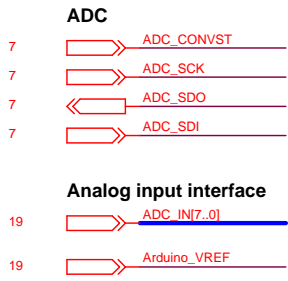 ADC
7 ADC_CONVST
7 ADC_SCK
7 ADC_SDO
7 ADC_SDI
Analog input interface
19 ADC_IN[7..0]
19 Arduino_VREF